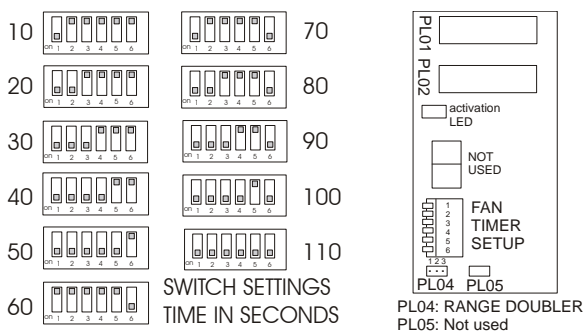 10
on 1 2 3 4 5 6
20
on 1 2 3 4 5 6
30
on 1 2 3 4 5 6
40
on 1 2 3 4 5 6
50
on 1 2 3 4 5 6
60
on 1 2 3 4 5 6
on 1 2 3 4 5 6
70
on 1 2 3 4 5 6
80
on 1 2 3 4 5 6
90
on 1 2 3 4 5 6
100
on 1 2 3 4 5 6
110
SWITCH SETTINGS
TIME IN SECONDS
PL01
PL02
activation
LED
NOT
USED
1
2
3
4
5
6
FAN
TIMER
SETUP
1 2 3
PL04
PL05
PL04: RANGE DOUBLER
PL05: Not used